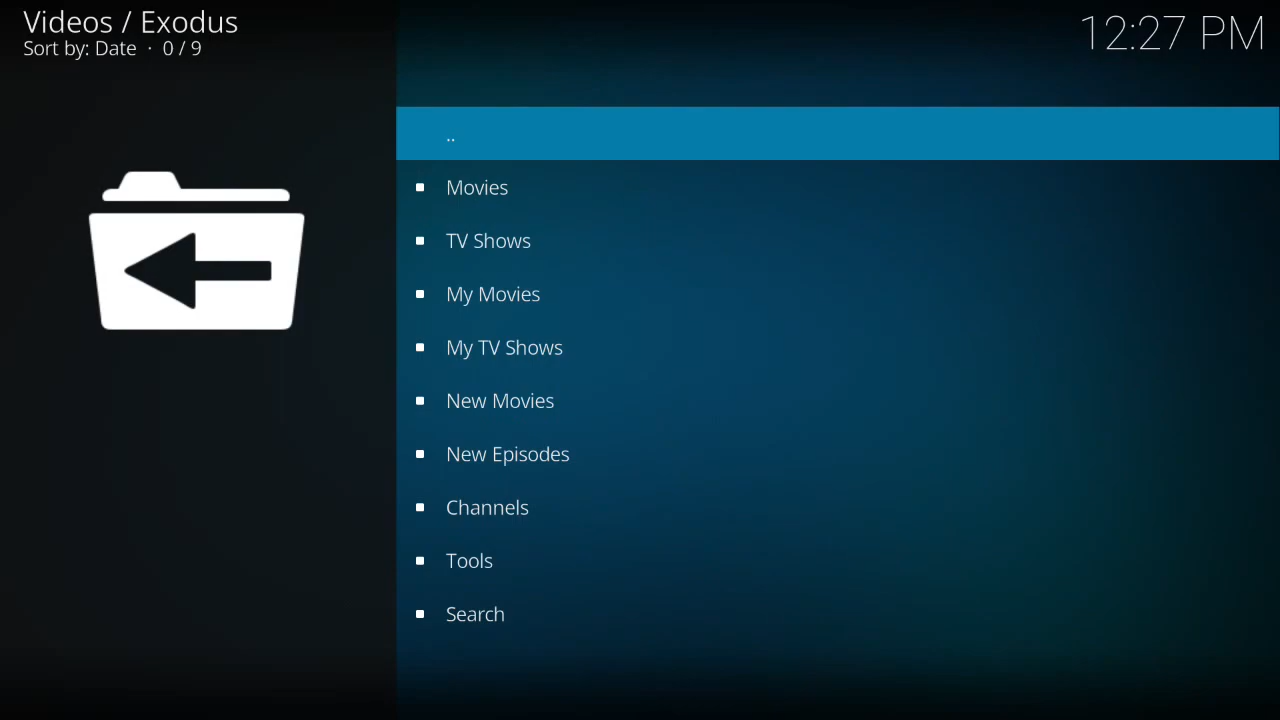 Videos / Exodus
Sort by: Date · 0 / 9
12:27 PM
..
Movies
TV Shows
My Movies
My TV Shows
New Movies
New Episodes
Channels
Tools
Search